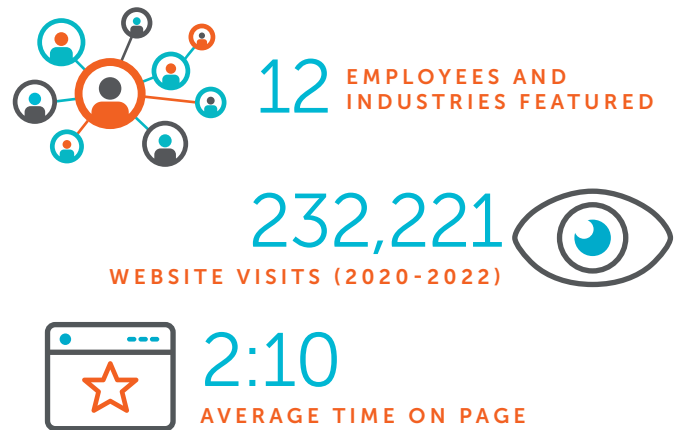 12 EMPLOYEES AND
INDUSTRIES FEATURED
232,221
WEBSITE VISITS (2020-2022)
2:10
AVERAGE TIME ON PAGE